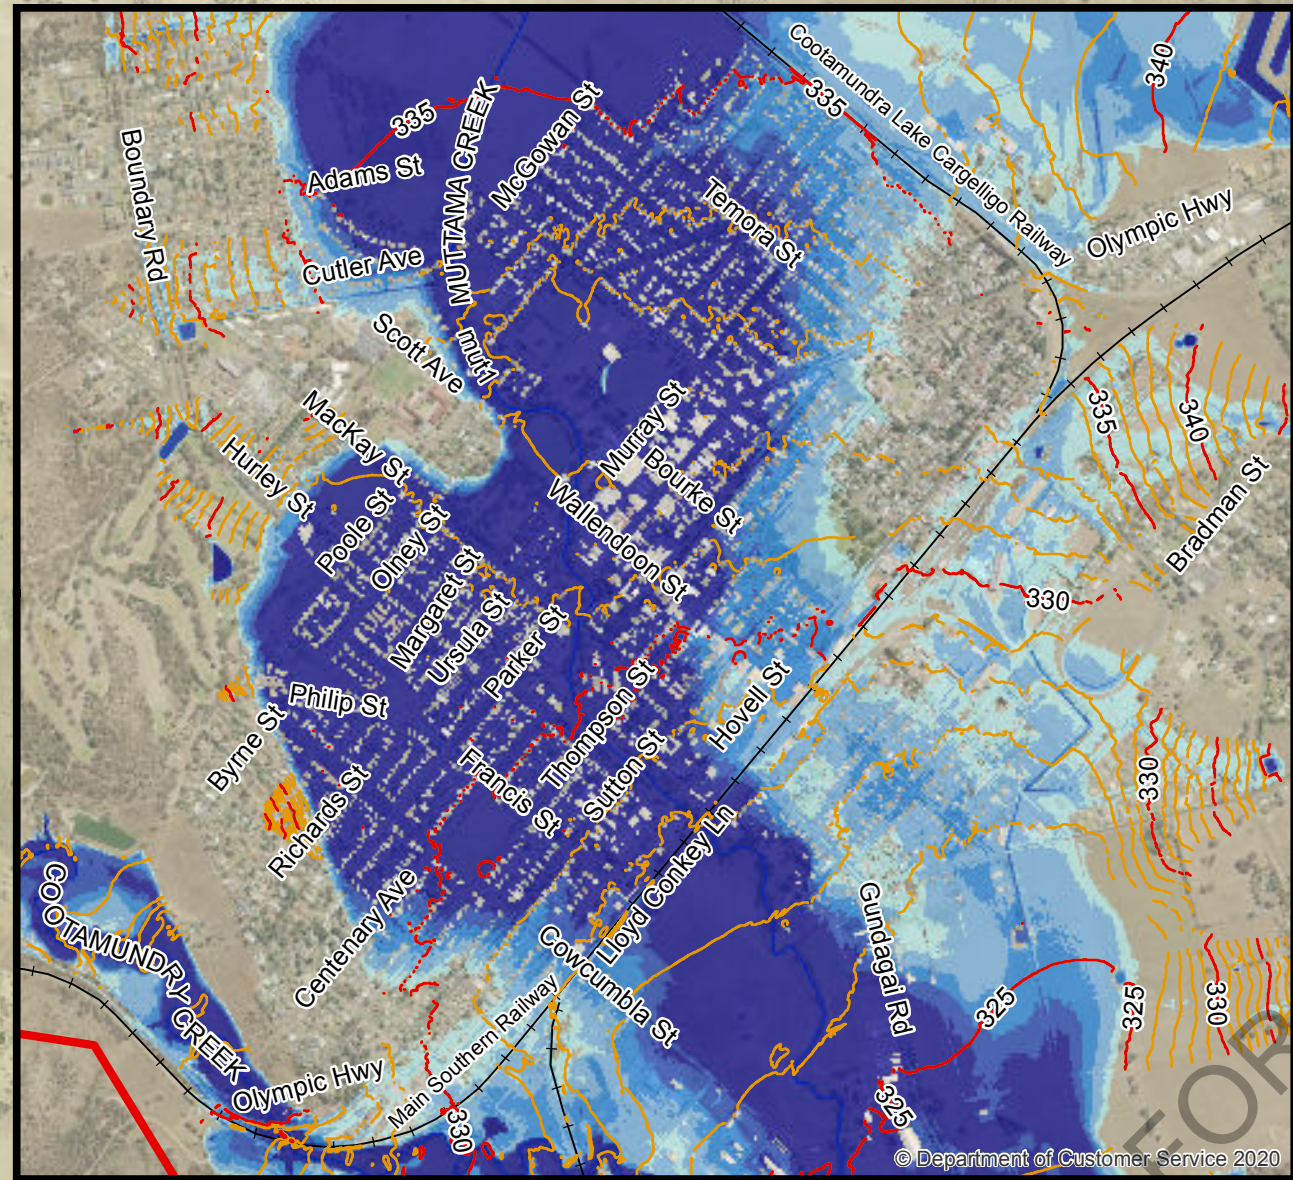 Cootamundra Lake Cargelligo Railway
340
335
335
MUTTAMA CREEK
McGowan St
Boundary Rd
Adams St
Temora St
Olympic Hwy
Cutler Ave
Scott Ave
mut1
MacKay St
Murray St
335
340
Hurley St
Bourke St
Bradman St
Poole St
Olney St
Wallendoon St
Margaret St
Ursula St
Parker St
330
Philip St
Thompson St
Hovell St
Byrne St
Sutton St
Francis St
330
Richards St
Lloyd Conkey Ln
COOTAMUNDRY CREEK
Centenary Ave
Gundagai Rd
Cowcumbla St
325
325
330
Main Southern Railway
Olympic Hwy
330
325
FOR
© Department of Customer Service 2020